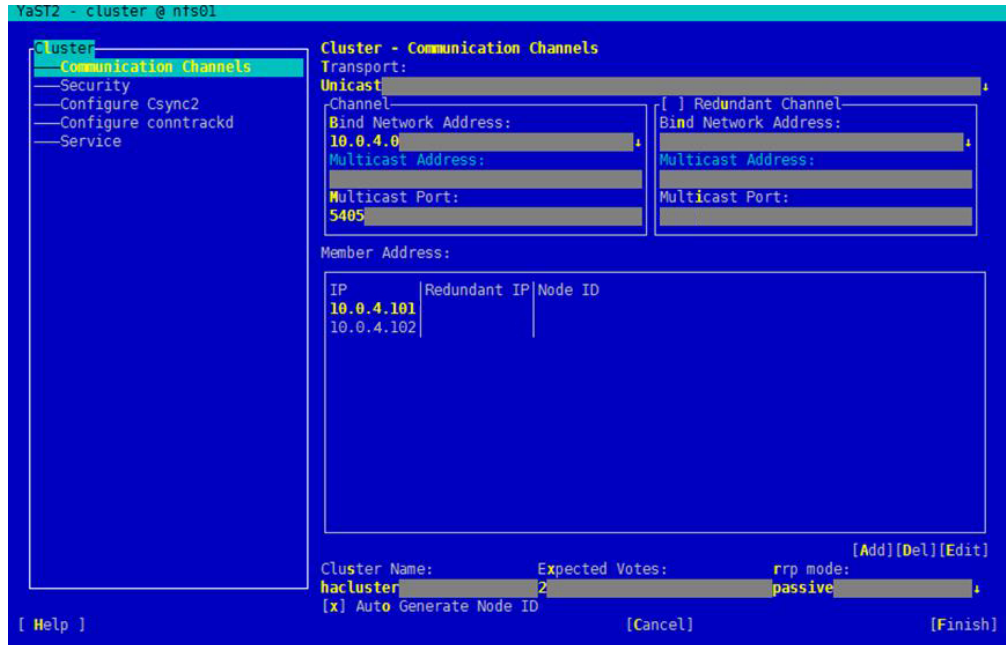 YaST2 - cluster @ nfs01
Cluster
Communication Channels
Security
Configure Csync2
Configure conntrackd
Service
Cluster - Communication Channels
Transport:
Unicast
Channel
Bind Network Address:
10.0.4.0
Multicast Address:
Multicast Port:
5405
[ ] Redundant Channel
Bind Network Address:
Multicast Address:
Multicast Port:
Member Address:
IP |Redundant IP|Node ID
10.0.4.101
10.0.4.102
[Add][Del][Edit]
Cluster Name: Expected Votes: rrp mode:
hacluster 2 passive
[x] Auto Generate Node ID
[ Help ] [Cancel] [Finish]